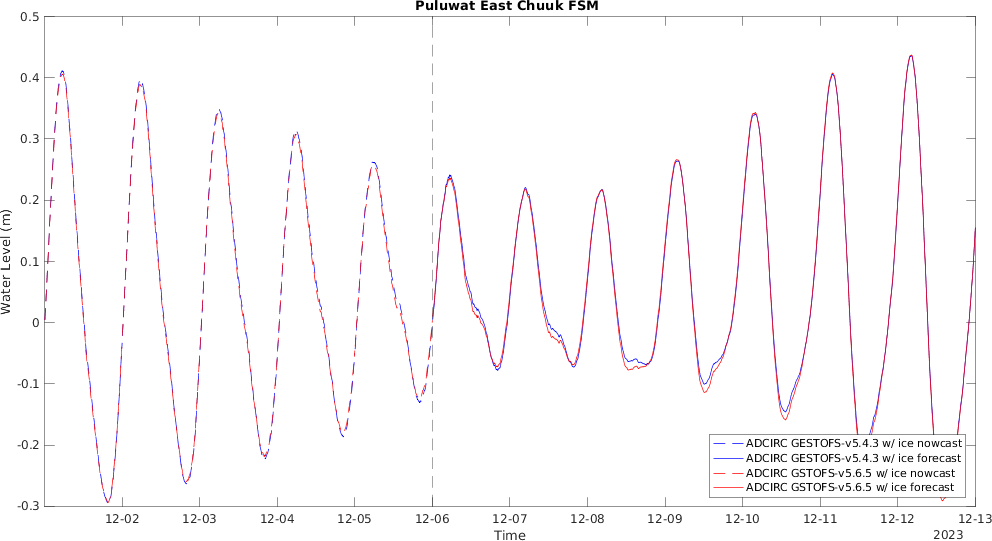 Puluwat East Chuuk FSM
0.5
0.4
0.3
0.2
0.1
0
-0.1
-0.2
-0.3
Water Level (m)
ADCIRC GESTOFS-v5.4.3 w/ ice nowcast
ADCIRC GESTOFS-v5.4.3 w/ ice forecast
ADCIRC GSTOFS-v5.6.5 w/ ice nowcast
ADCIRC GSTOFS-v5.6.5 w/ ice forecast
12-02 12-03 12-04 12-05 12-06 12-07 12-08 12-09 12-10 12-11 12-12 12-13
Time
2023